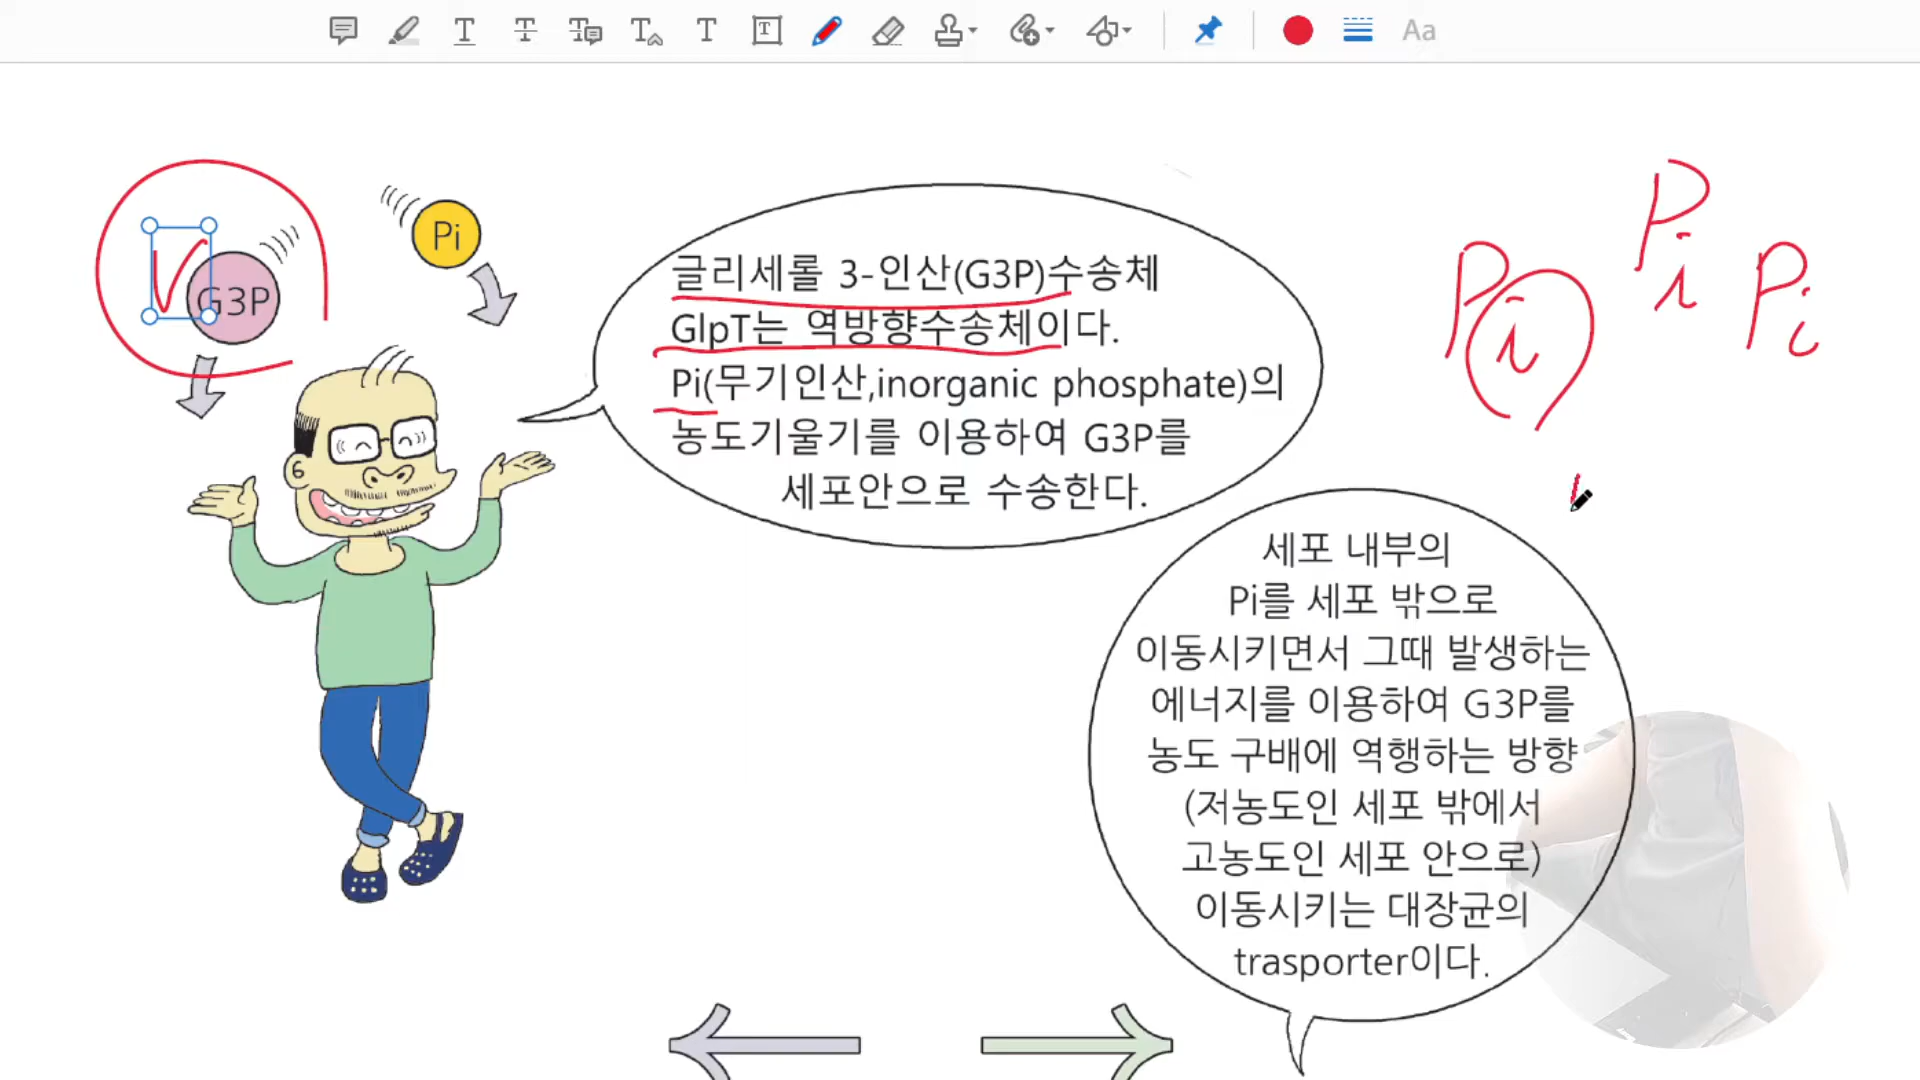 Aa
G3P
Pi
글리세롤 3-인산(G3P)수송체
GlpT는 역방향수송체이다.
Pi(무기인산,inorganic phosphate)의
농도기울기를 이용하여 G3P를
세포안으로 수송한다.
Pi
Pi
Pi
세포 내부의
Pi를 세포 밖으로
이동시키면서 그때 발생하는
에너지를 이용하여 G3P를
농도 구배에 역행하는 방향
(저농도인 세포 밖에서
고농도인 세포 안으로)
이동시키는 대장균의
trasporter이다.